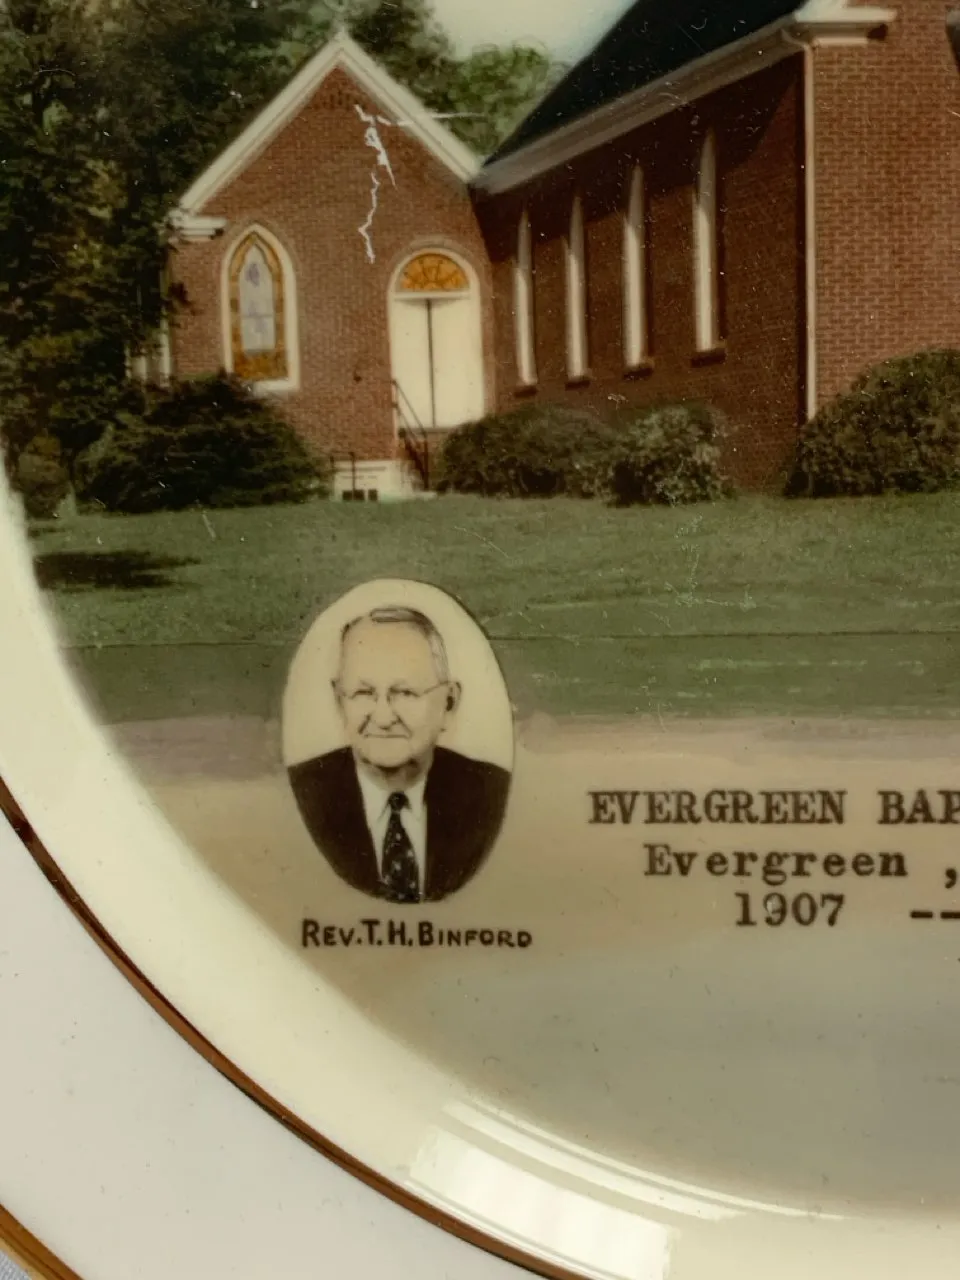 EVERGREEN BAP
Evergreen ,
1907 --
REV. T. H. BINFORD